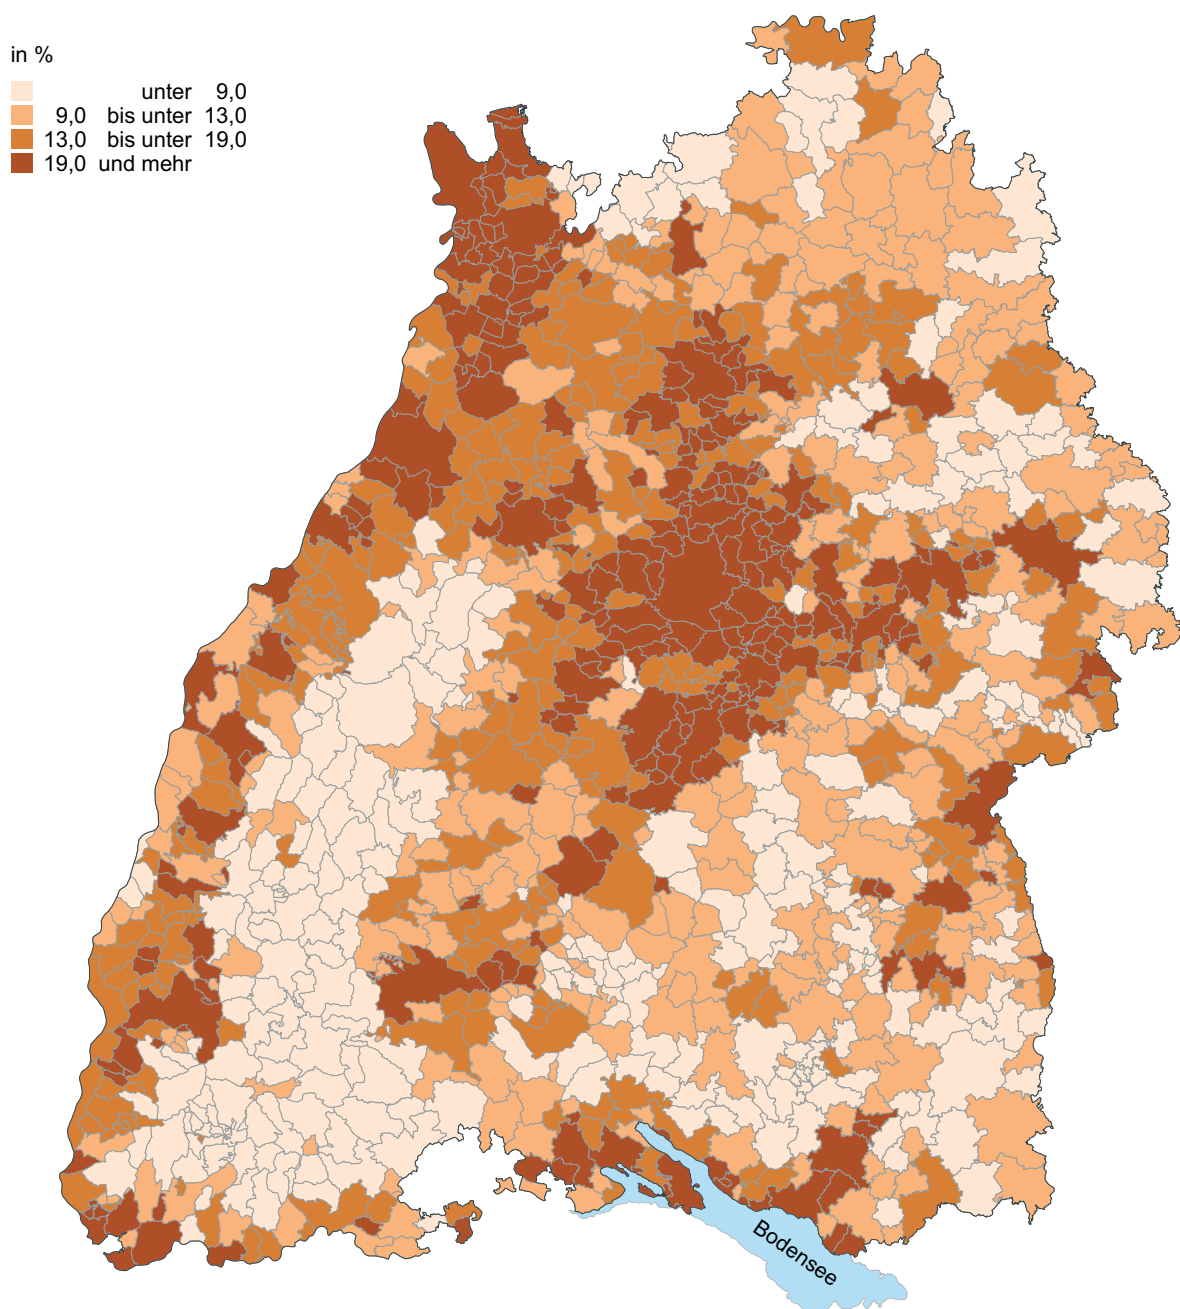 in %
unter 9,0
9,0 bis unter 13,0
13,0 bis unter 19,0
19,0 und mehr
Bodensee